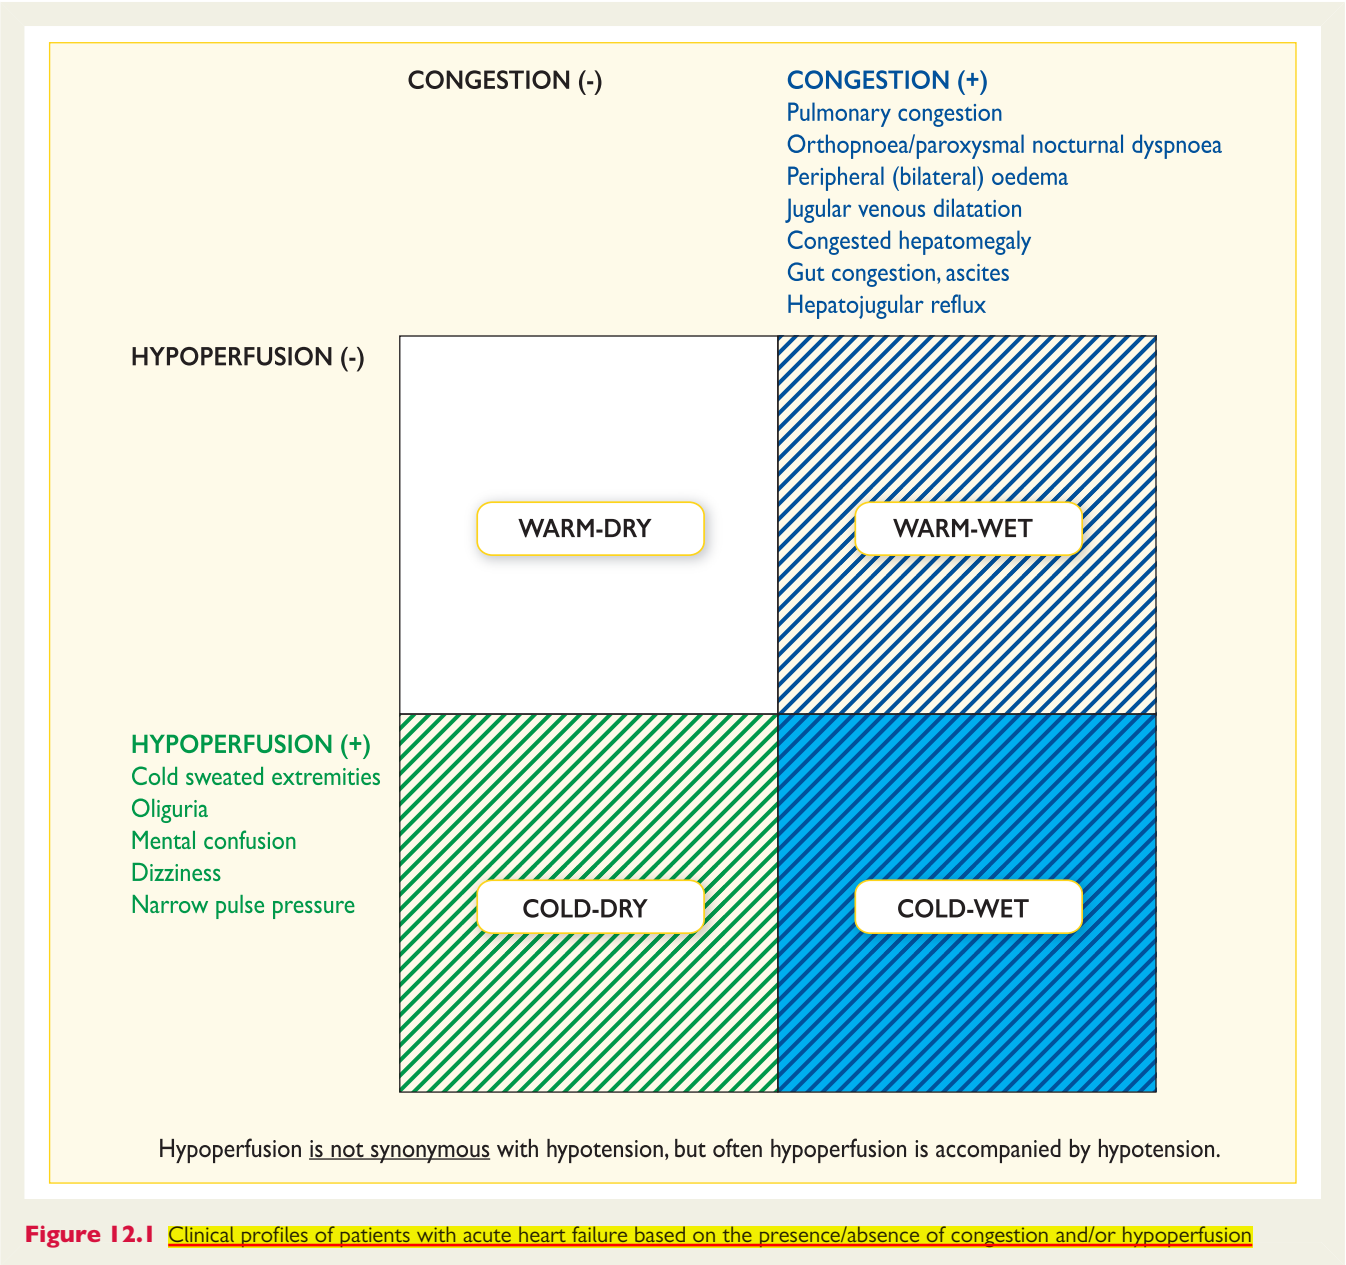 CONGESTION (-)
CONGESTION (+)
Pulmonary congestion
Orthopnoea/paroxysmal nocturnal dyspnoea
Peripheral (bilateral) oedema
Jugular venous dilatation
Congested hepatomegaly
Gut congestion, ascites
Hepatojugular reflux
HYPOPERFUSION (-)
WARM-DRY
WARM-WET
HYPOPERFUSION (+)
Cold sweated extremities
Oliguria
Mental confusion
Dizziness
Narrow pulse pressure
COLD-DRY
COLD-WET
Hypoperfusion is not synonymous with hypotension, but often hypoperfusion is accompanied by hypotension.
Figure 12.1 Clinical profiles of patients with acute heart failure based on the presence/absence of congestion and/or hypoperfusion